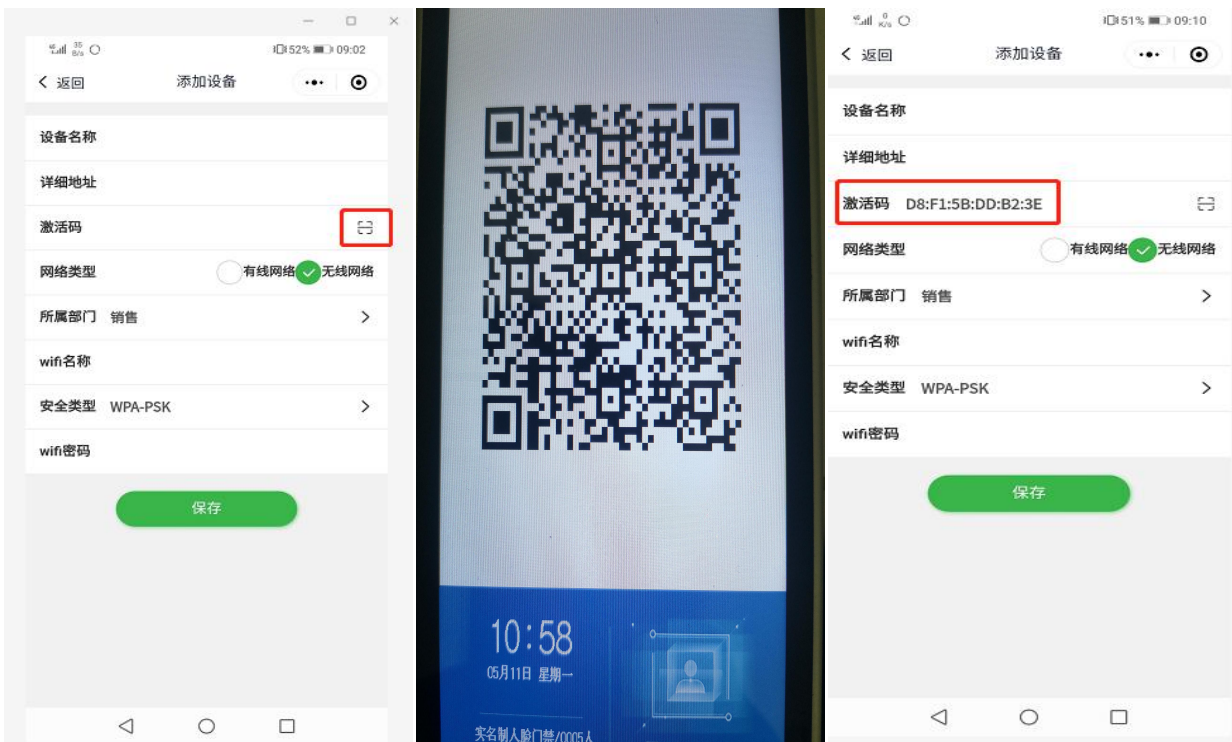 52% 09:02
返回 添加设备
设备名称
详细地址
激活码
网络类型 有线网络 无线网络
所属部门 销售
wifi名称
安全类型 WPA-PSK
wifi密码
保存
10:58
05月11日 星期一
实名制人脸门禁/0005人
0 K/s 51% 09:10
返回 添加设备
设备名称
详细地址
激活码 D8:F1:5B:DD:B2:3E
网络类型 有线网络 无线网络
所属部门 销售
wifi名称
安全类型 WPA-PSK
wifi密码
保存